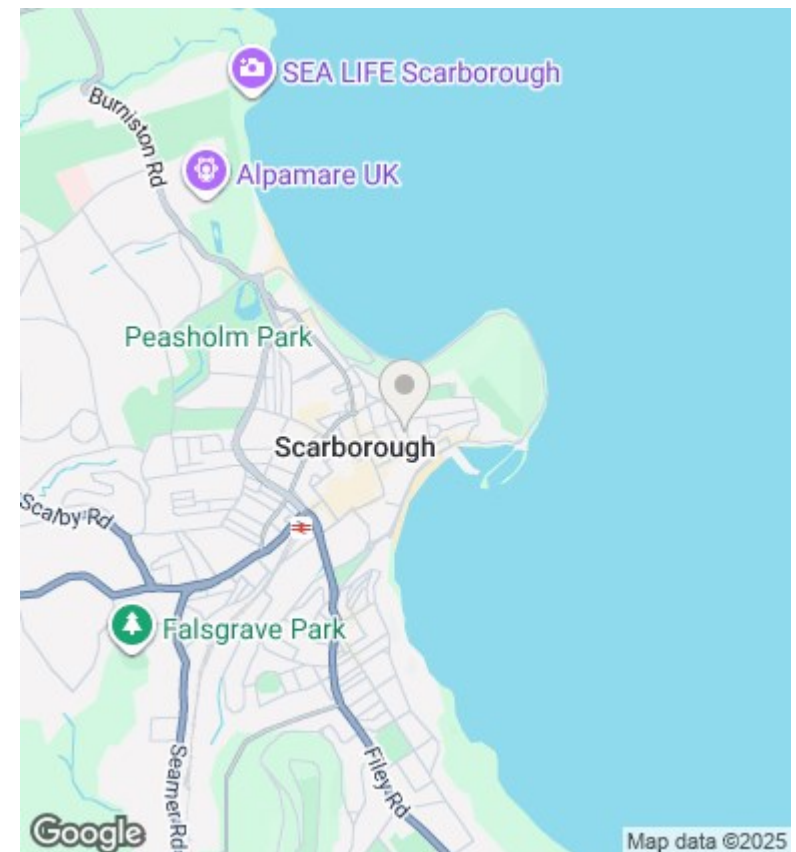 SEA LIFE Scarborough
Burniston Rd
Alpamare UK
Peasholm Park
Scarborough
Scalby Rd
Falsgrave Park
Seamer Rd
Filey Rd
Google
Map data ©2025